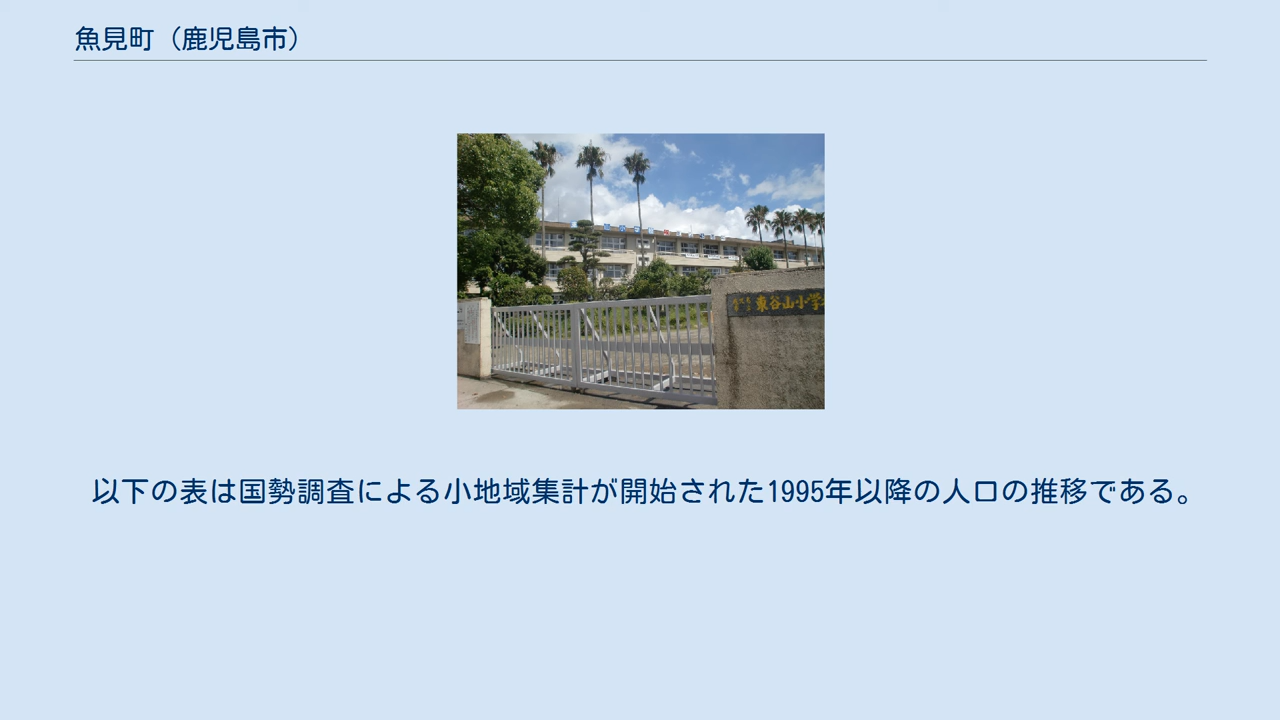 魚見町（鹿児島市）
東谷山小学
以下の表は国勢調査による小地域集計が開始された1995年以降の人口の推移である。